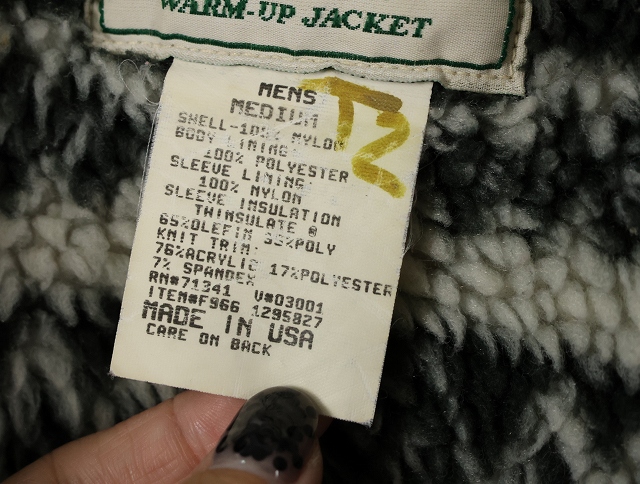 WARM-UP JACKET
MENS
MEDIUM
SHELL-100% NYLON
BODY LINING
100% POLYESTER
SLEEVE LINING
100% NYLON
SLEEVE INSULATION
THINSULATE ®
65%OLEFIN 35%POLY
KNIT TRIM.
76%ACRYLIC 17%POLYESTER
7% SPANDEX
RN#71341 V#03001
ITEM#F966 1295827
MADE IN USA
CARE ON BACK